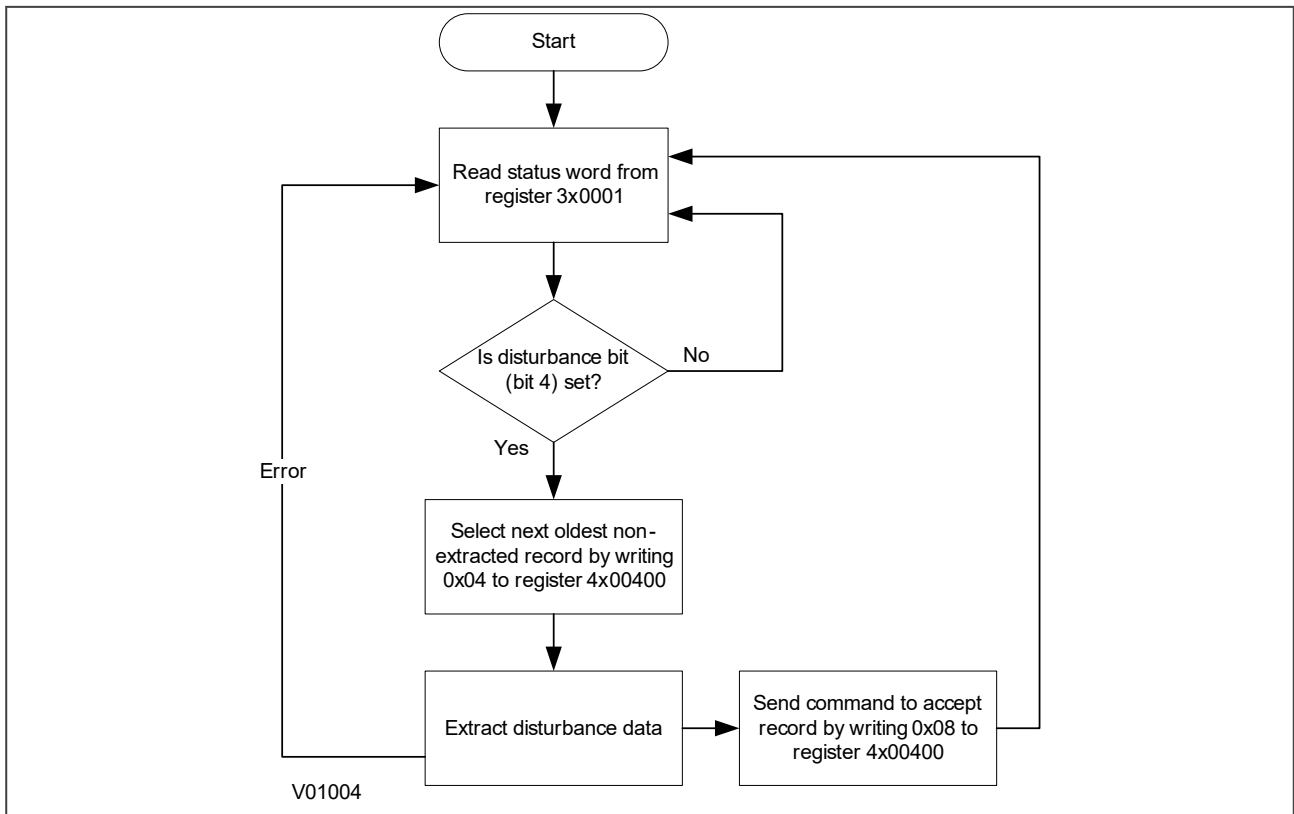 Start
Read status word from
register 3x0001
Is disturbance bit
(bit 4) set?
No
Yes
Error
Select next oldest non-
extracted record by writing
0x04 to register 4x00400
Extract disturbance data
Send command to accept
record by writing 0x08 to
register 4x00400
V01004